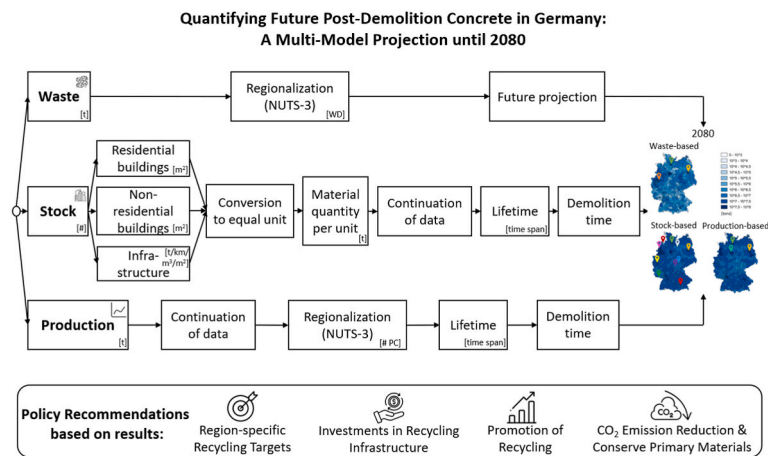 Quantifying Future Post-Demolition Concrete in Germany:
A Multi-Model Projection until 2080
Waste
[t]
Regionalization
(NUTS-3)
[WD]
Future projection
2080
Waste-based
Stock
[#]
Residential
buildings [m²]
Non-
residential
buildings [m²]
Infra-
structure
[t/km/
m³/m²]
Conversion
to equal unit
Material
quantity
per unit
[t]
Continuation
of data
Lifetime
[time span]
Demolition
time
Stock-based
Production-based
Production
[t]
Continuation
of data
Regionalization
(NUTS-3)
[# PC]
Lifetime
[time span]
Demolition
time
Policy Recommendations
based on results:
Region-specific
Recycling Targets
Investments in Recycling
Infrastructure
Promotion of
Recycling
CO₂
CO₂ Emission Reduction &
Conserve Primary Materials